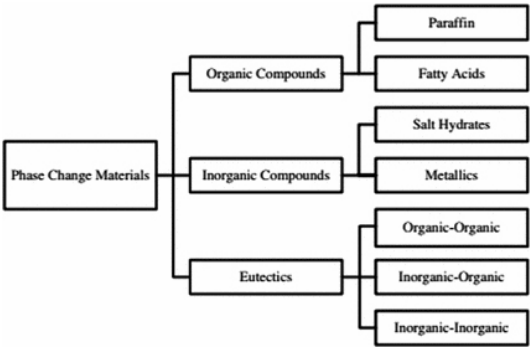 Phase Change Materials
Organic Compounds
Paraffin
Fatty Acids
Inorganic Compounds
Salt Hydrates
Metallics
Eutectics
Organic-Organic
Inorganic-Organic
Inorganic-Inorganic